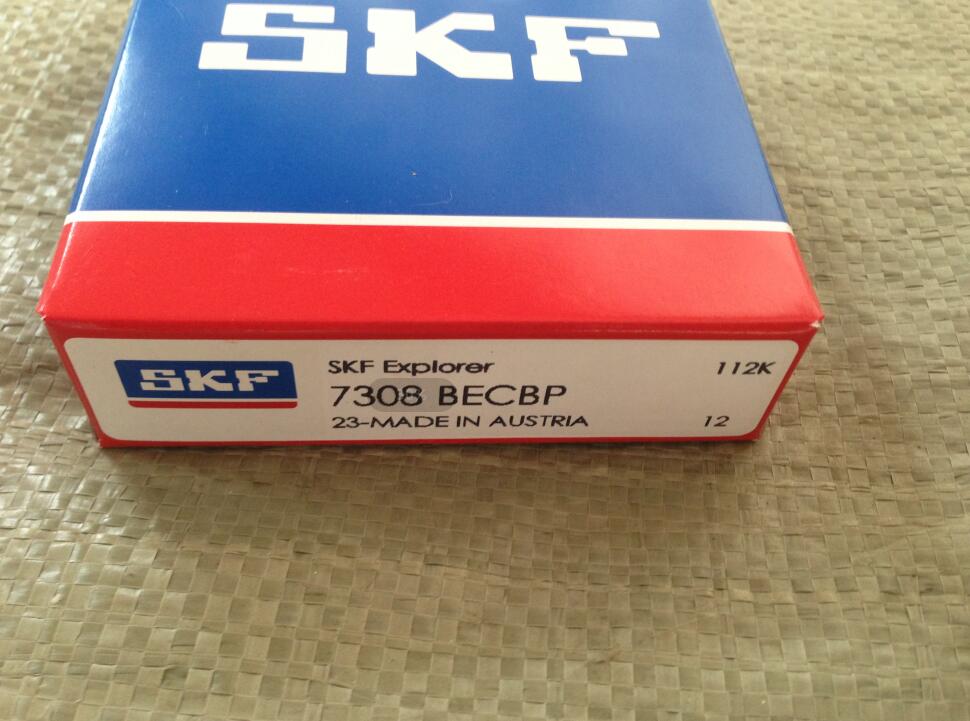 SKF
SKF
SKF Explorer
112K
7308 BECBP
23-MADE IN AUSTRIA
12